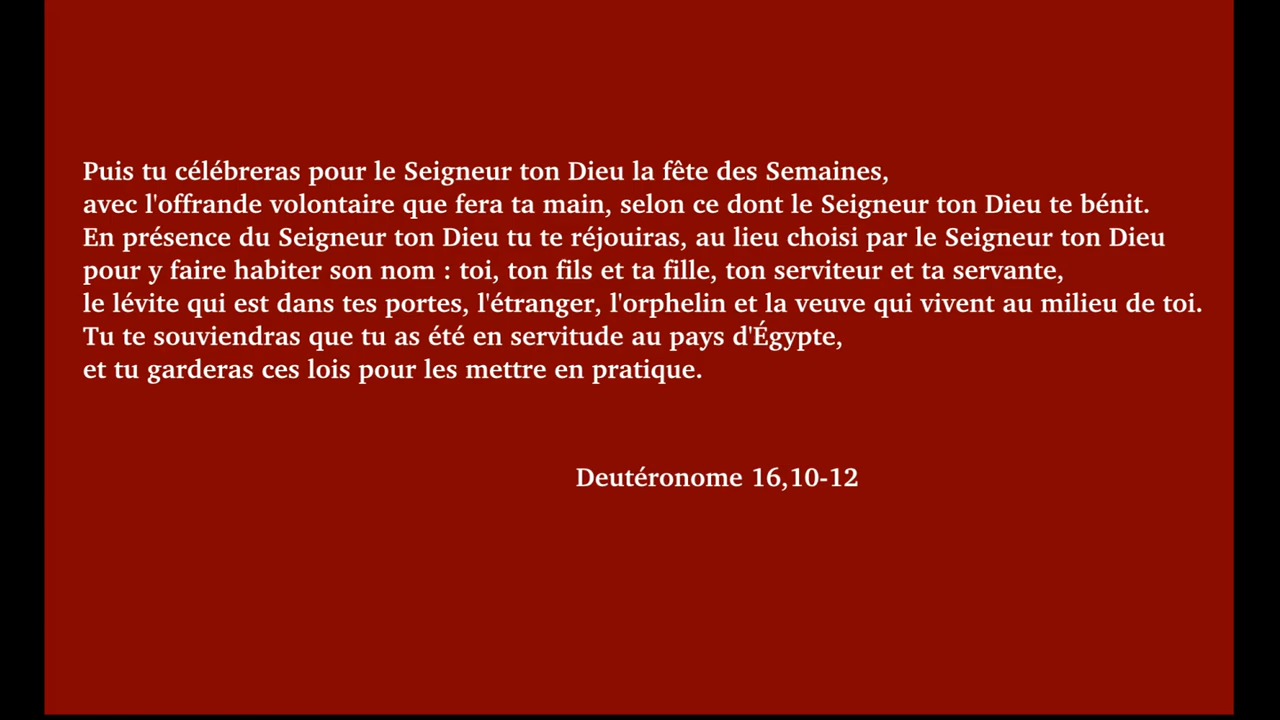 Puis tu célébreras pour le Seigneur ton Dieu la fête des Semaines,
avec l'offrande volontaire que fera ta main, selon ce dont le Seigneur ton Dieu te bénit.
En présence du Seigneur ton Dieu tu te réjouiras, au lieu choisi par le Seigneur ton Dieu
pour y faire habiter son nom : toi, ton fils et ta fille, ton serviteur et ta servante,
le lévite qui est dans tes portes, l'étranger, l'orphelin et la veuve qui vivent au milieu de toi.
Tu te souviendras que tu as été en servitude au pays d'Égypte,
et tu garderas ces lois pour les mettre en pratique.
Deutéronome 16,10-12